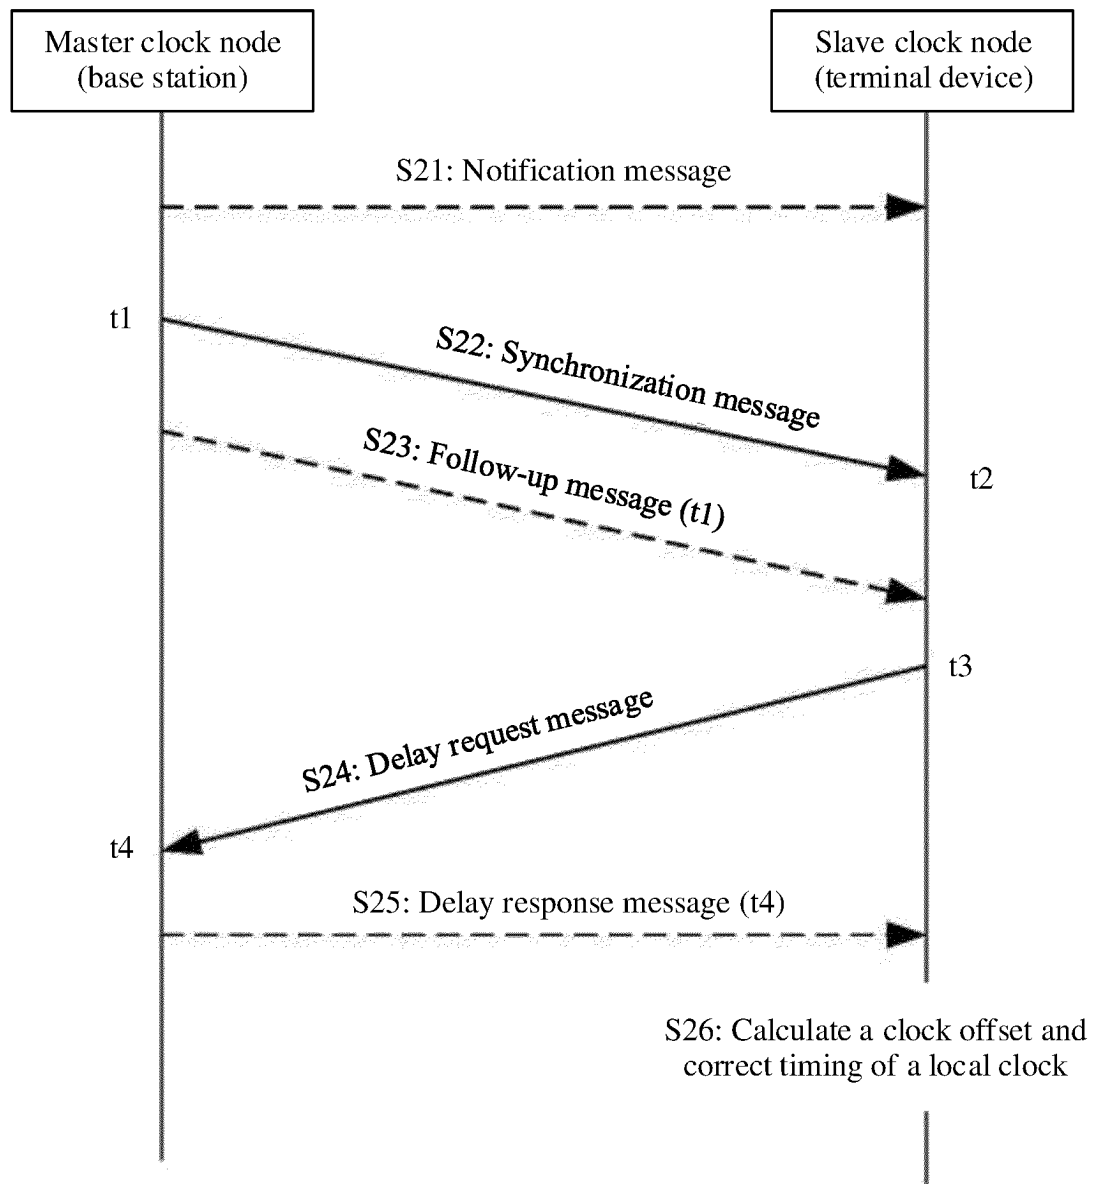 Master clock node
(base station)
Slave clock node
(terminal device)
S21: Notification message
t1
S22: Synchronization message
t2
S23: Follow-up message (t1)
t3
S24: Delay request message
t4
S25: Delay response message (t4)
S26: Calculate a clock offset and
correct timing of a local clock